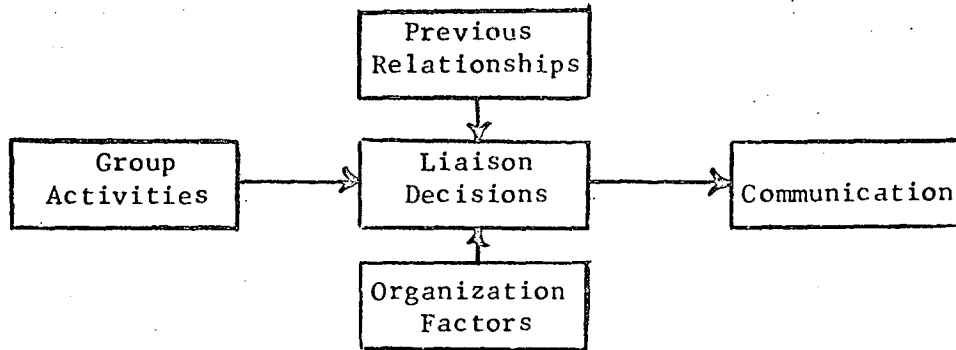 Previous
Relationships
Group
Activities
Liaison
Decisions
Communication
Organization
Factors